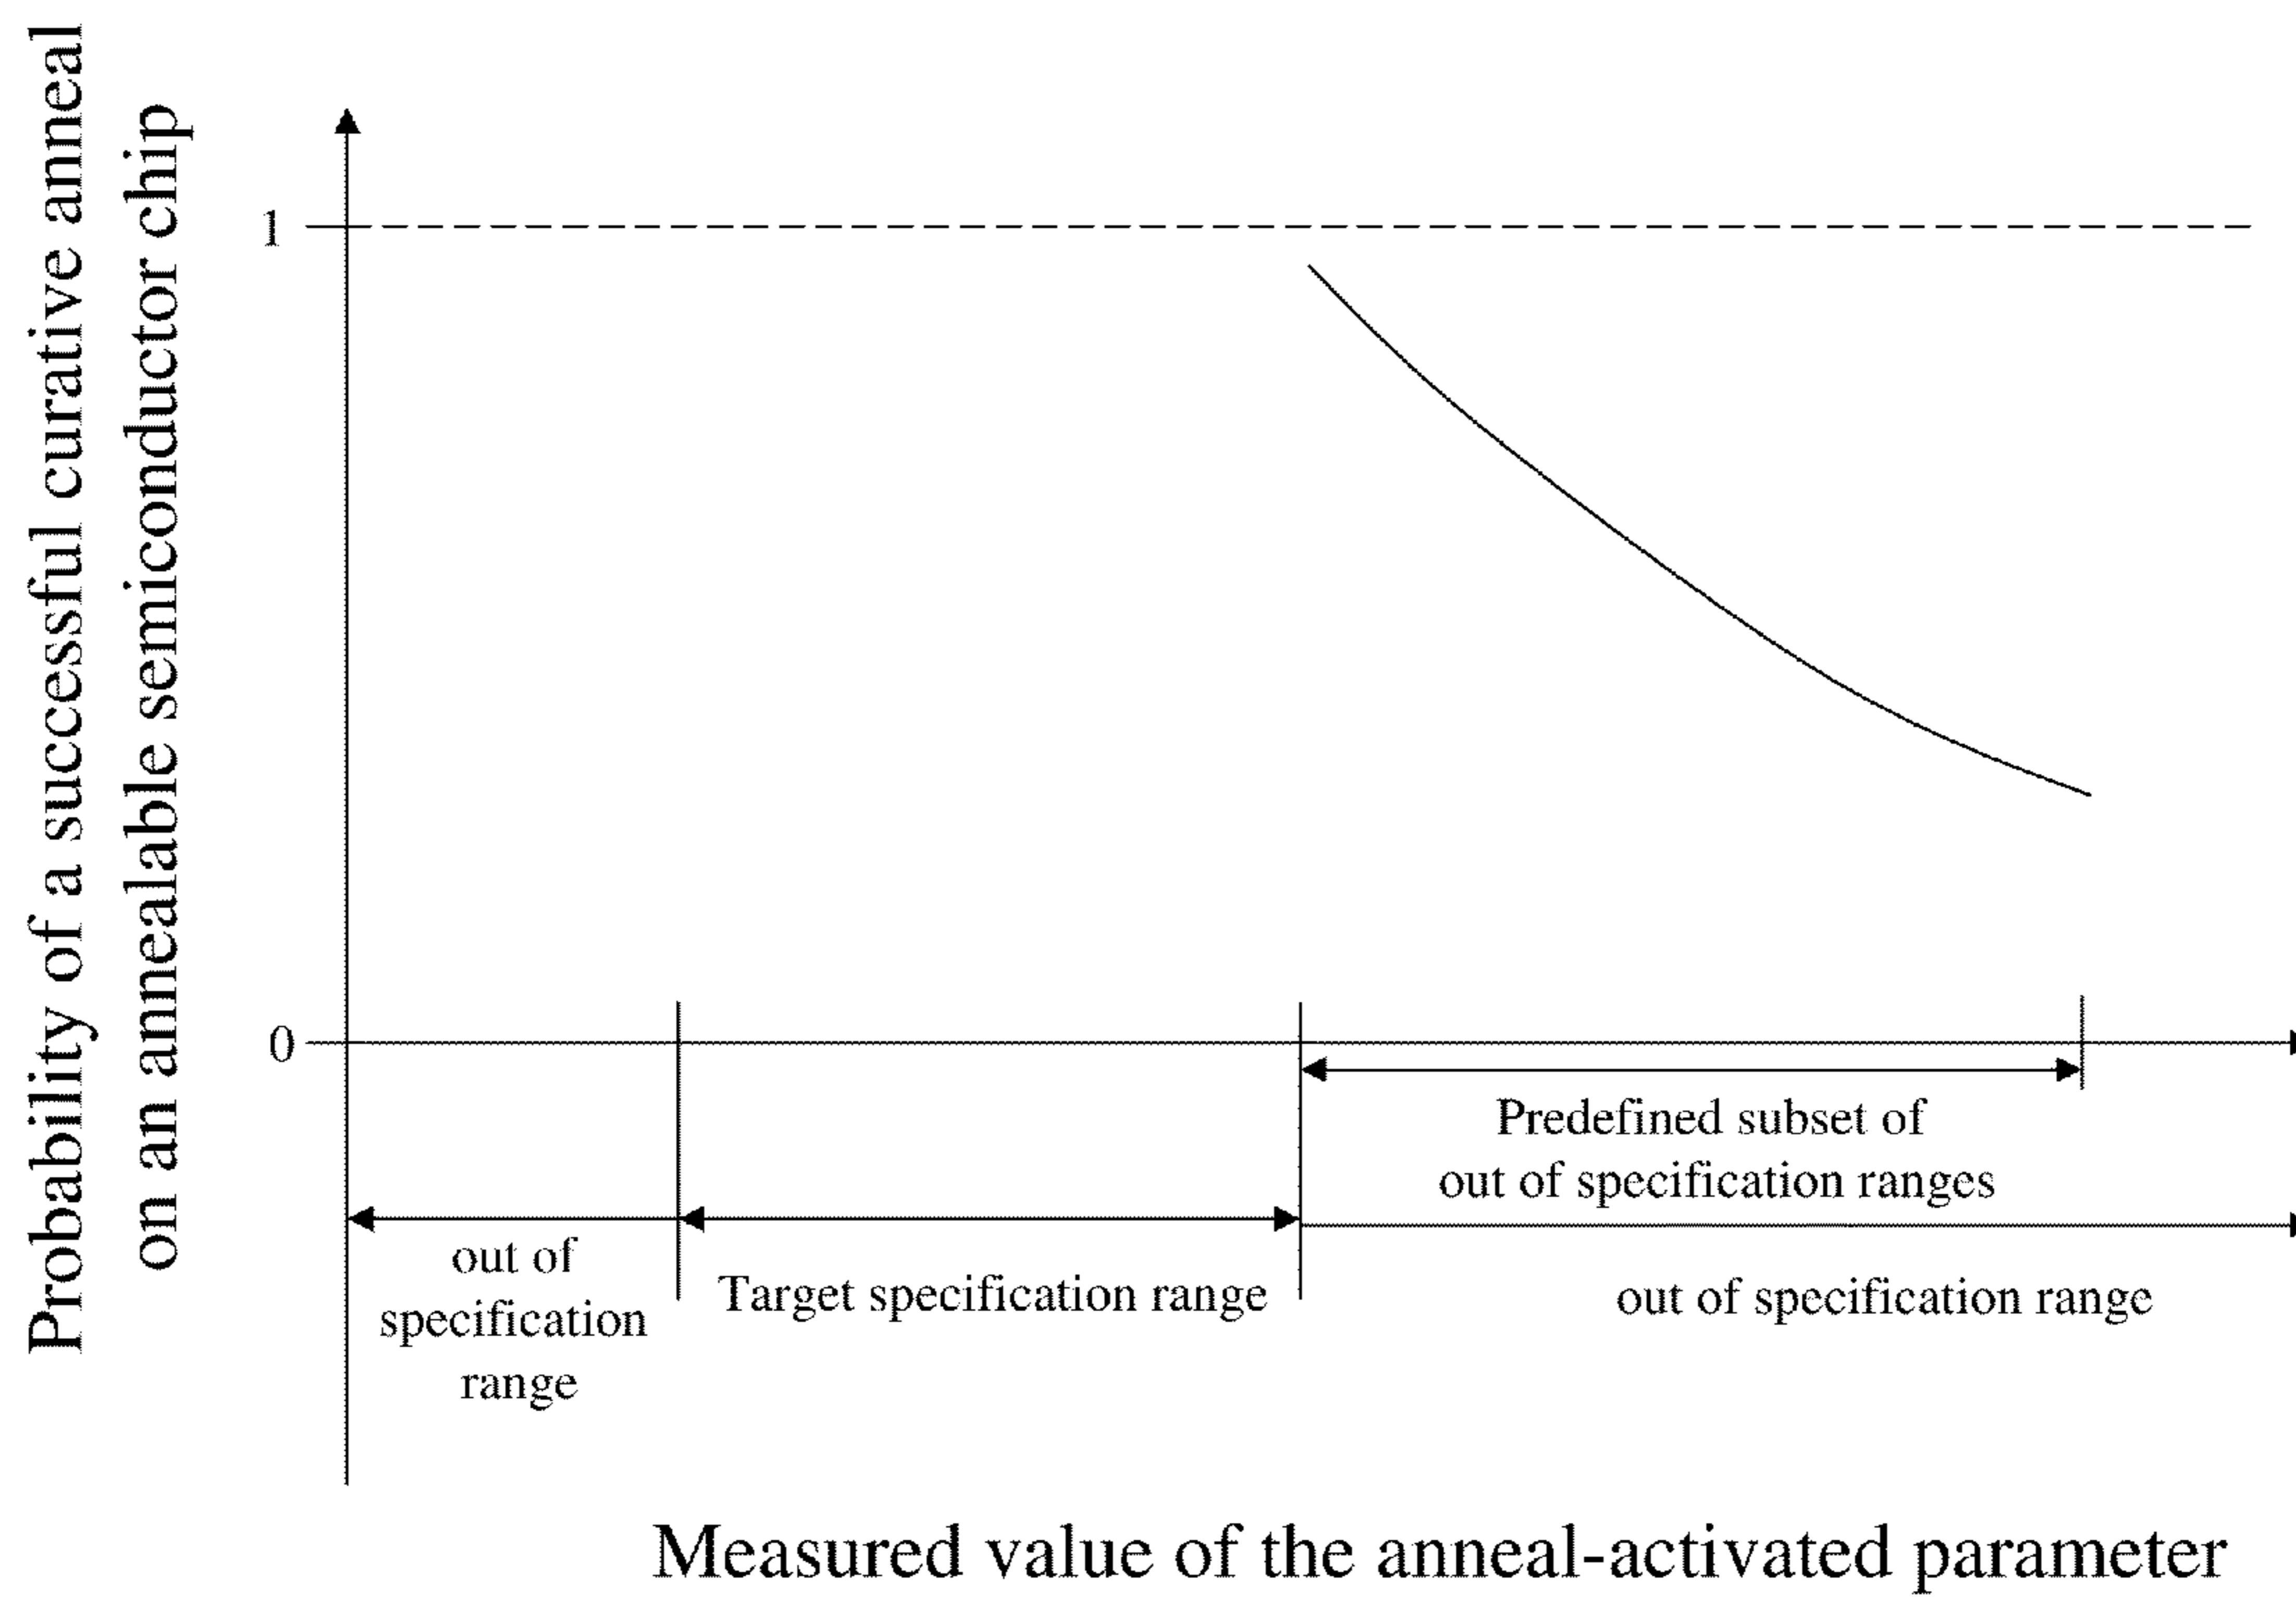 Probability of a successful curative anneal
on an annealable semiconductor chip
1
0
Predefined subset of
out of specification ranges
out of
specification
range
Target specification range
out of specification range
Measured value of the anneal-activated parameter